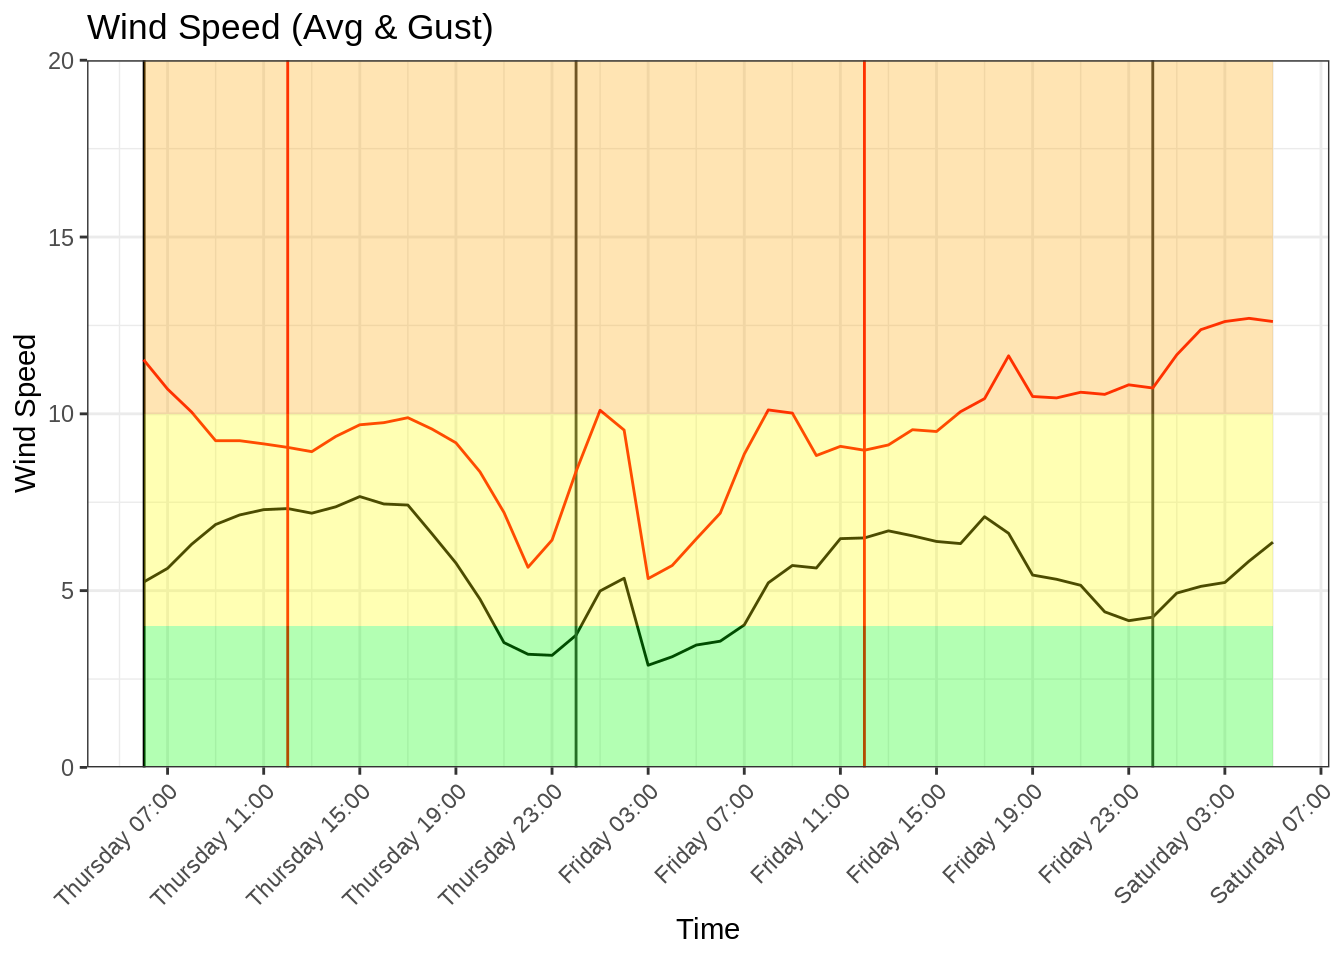 Wind Speed (Avg & Gust)
20
15
10
5
0
Wind Speed
Thursday 07:00
Thursday 11:00
Thursday 15:00
Thursday 19:00
Thursday 23:00
Friday 03:00
Friday 07:00
Friday 11:00
Friday 15:00
Friday 19:00
Friday 23:00
Saturday 03:00
Saturday 07:00
Time